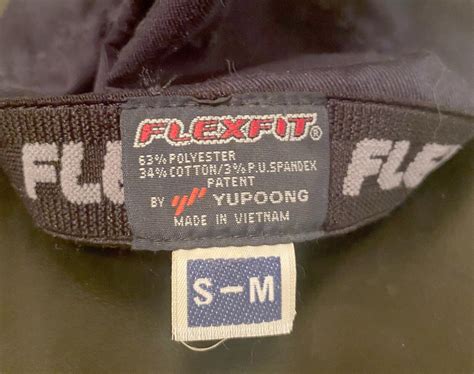 FLEXFIT®
63% POLYESTER
34% COTTON/3% P.U.SPANDEX
PATENT
BY YUPOONG
MADE IN VIETNAM
FLE
FLE
S-M